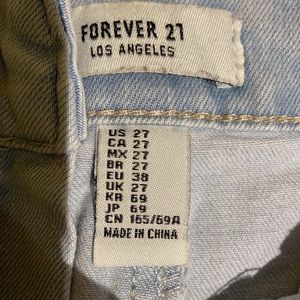 FOREVER 21
LOS ANGELES
US 27
CA 27
MX 27
BR 27
EU 38
UK 27
KR 69
JP 69
CN 165/69A
MADE IN CHINA